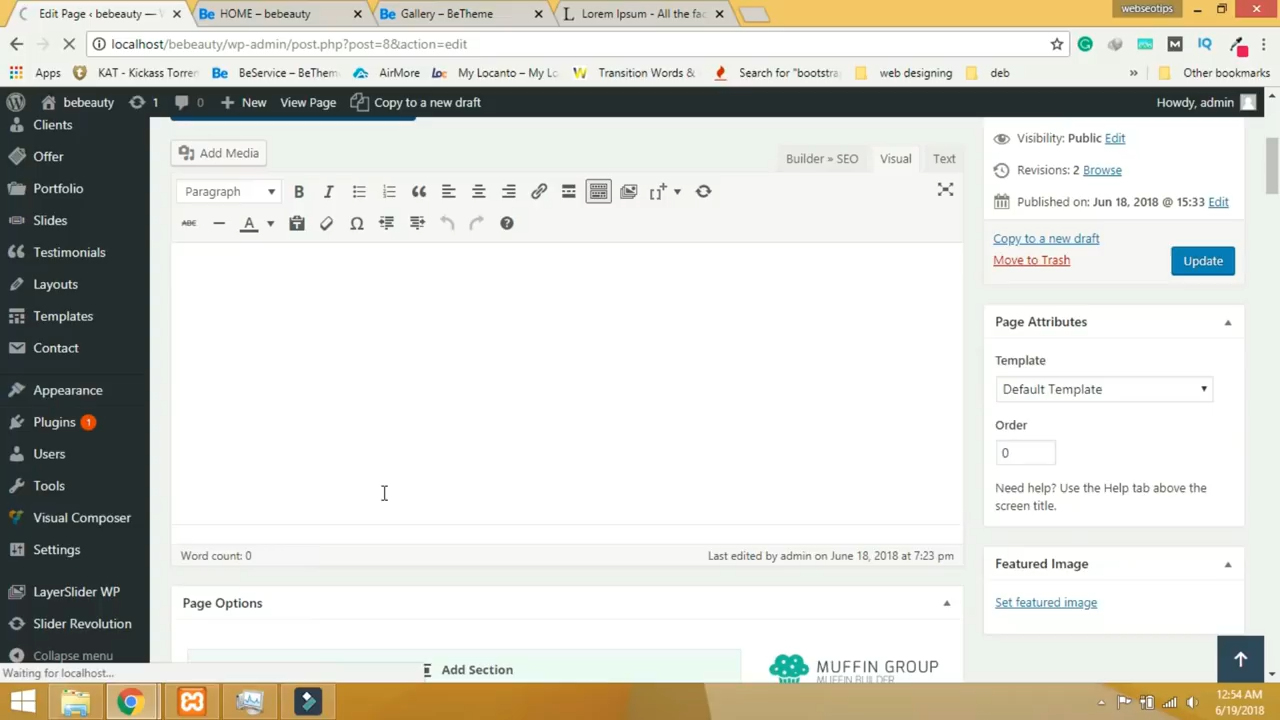 Edit Page ‹ bebeauty — W
Be HOME – bebeauty
Be Gallery – BeTheme
L Lorem Ipsum - All the fac
webseotips
localhost/bebeauty/wp-admin/post.php?post=8&action=edit
Apps
KAT - Kickass Torren
Be BeService – BeThem
AirMore
Loc My Locanto – My Lo
W Transition Words &
Search for "bootstra
web designing
deb
»
Other bookmarks
bebeauty
1
0
New
View Page
Copy to a new draft
Howdy, admin
Clients
Offer
Portfolio
Slides
Testimonials
Layouts
Templates
Contact
Appearance
Plugins 1
Users
Tools
Visual Composer
Settings
LayerSlider WP
Slider Revolution
Collapse menu
Waiting for localhost...
Add Media
Builder » SEO
Visual
Text
Paragraph
B I
ABC
A
Word count: 0
Last edited by admin on June 18, 2018 at 7:23 pm
Page Options
Add Section
MUFFIN GROUP
MUFFIN BUILDER
Visibility: Public Edit
Revisions: 2 Browse
Published on: Jun 18, 2018 @ 15:33 Edit
Copy to a new draft
Move to Trash
Update
Page Attributes
Template
Default Template
Order
0
Need help? Use the Help tab above the
screen title.
Featured Image
Set featured image
12:54 AM
6/19/2018